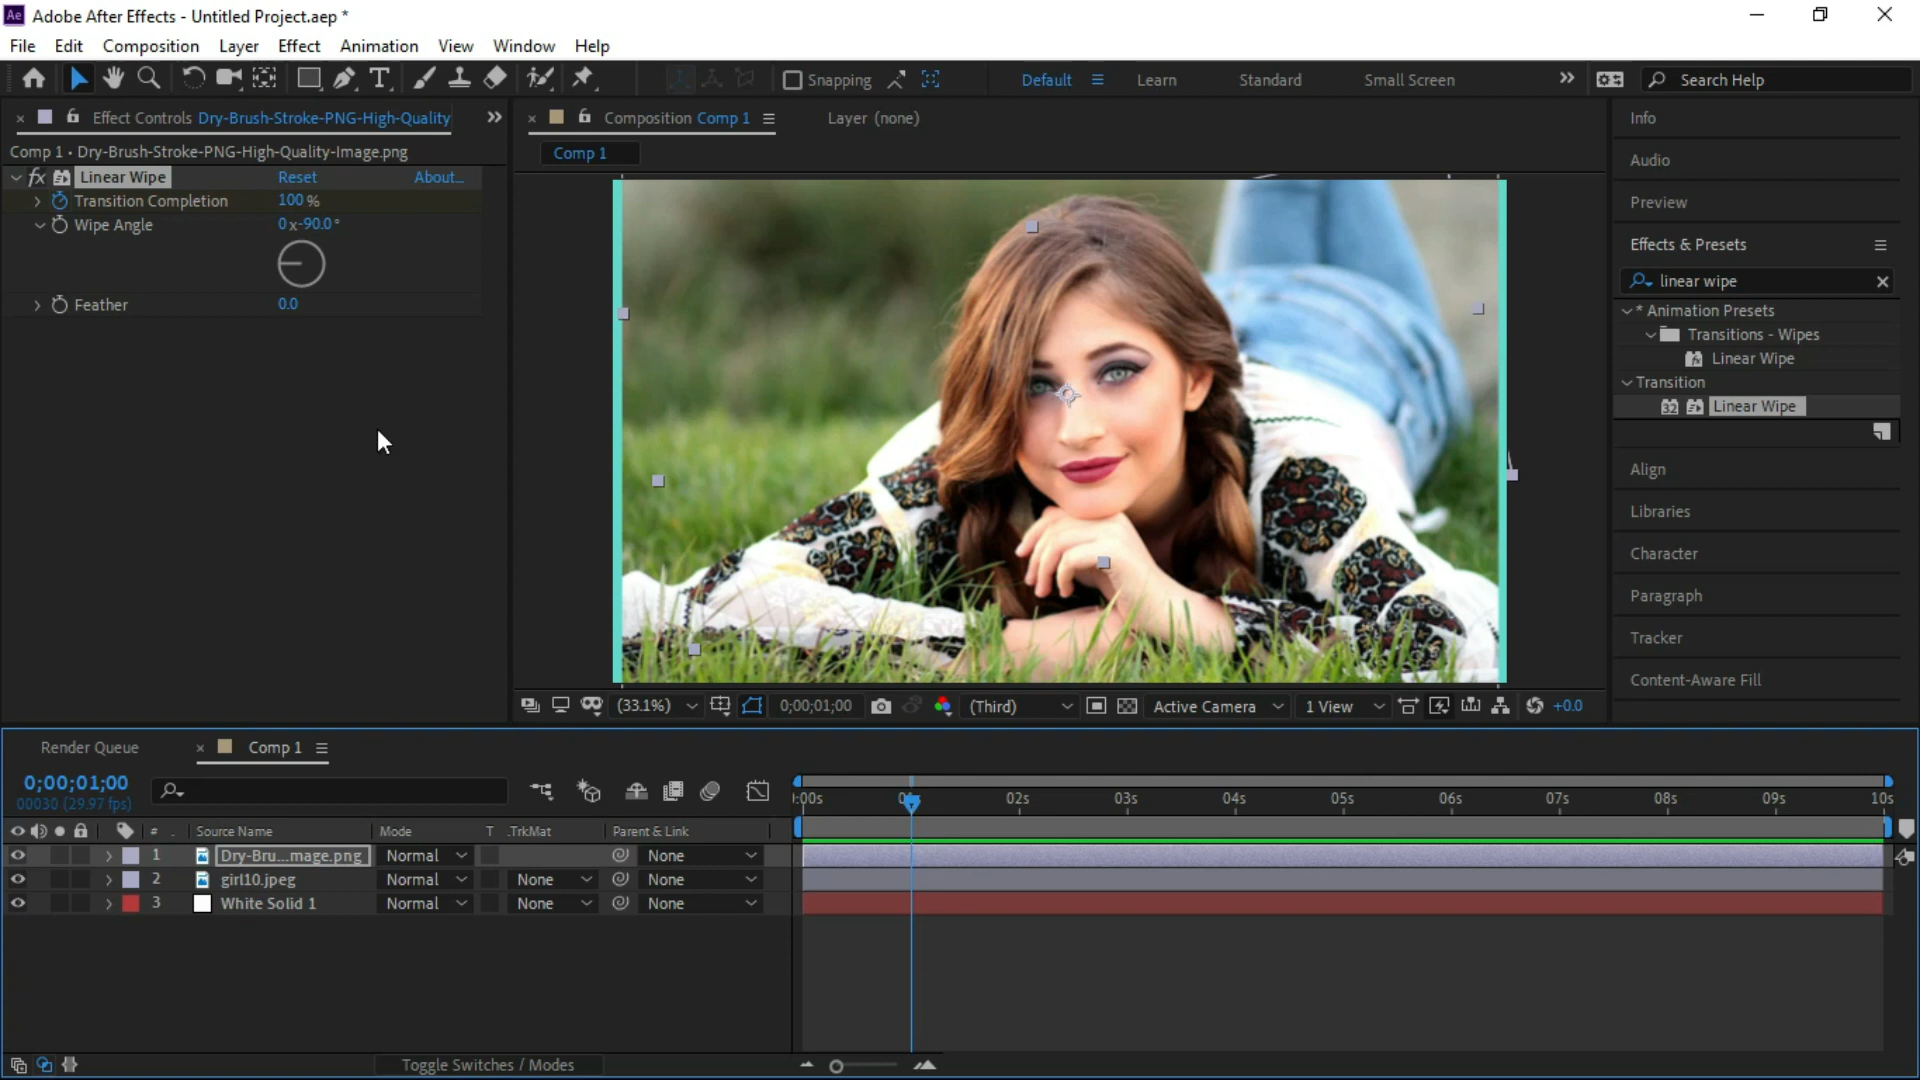 Ae Adobe After Effects - Untitled Project.aep *
File Edit Composition Layer Effect Animation View Window Help
T Snapping Default Learn Standard Small Screen Search Help
Effect Controls Dry-Brush-Stroke-PNG-High-Quality
Composition Comp 1 Layer (none)
Comp 1 • Dry-Brush-Stroke-PNG-High-Quality-Image.png
Comp 1
fx Linear Wipe Reset About...
Transition Completion 100 %
Wipe Angle 0x-90.0°
Feather 0.0
Info
Audio
Preview
Effects & Presets
linear wipe
* Animation Presets
Transitions - Wipes
Linear Wipe
Transition
32 Linear Wipe
Align
Libraries
Character
Paragraph
Tracker
Content-Aware Fill
(33.1%) 0;00;01;00 (Third) Active Camera 1 View +0.0
Render Queue Comp 1
0;00;01;00
00030 (29.97 fps)
02s 03s 04s 05s 06s 07s 08s 09s 10s
# Source Name Mode T .TrkMat Parent & Link
1 Dry-Bru...mage.png Normal None
2 girl10.jpeg Normal None None
3 White Solid 1 Normal None None
Toggle Switches / Modes